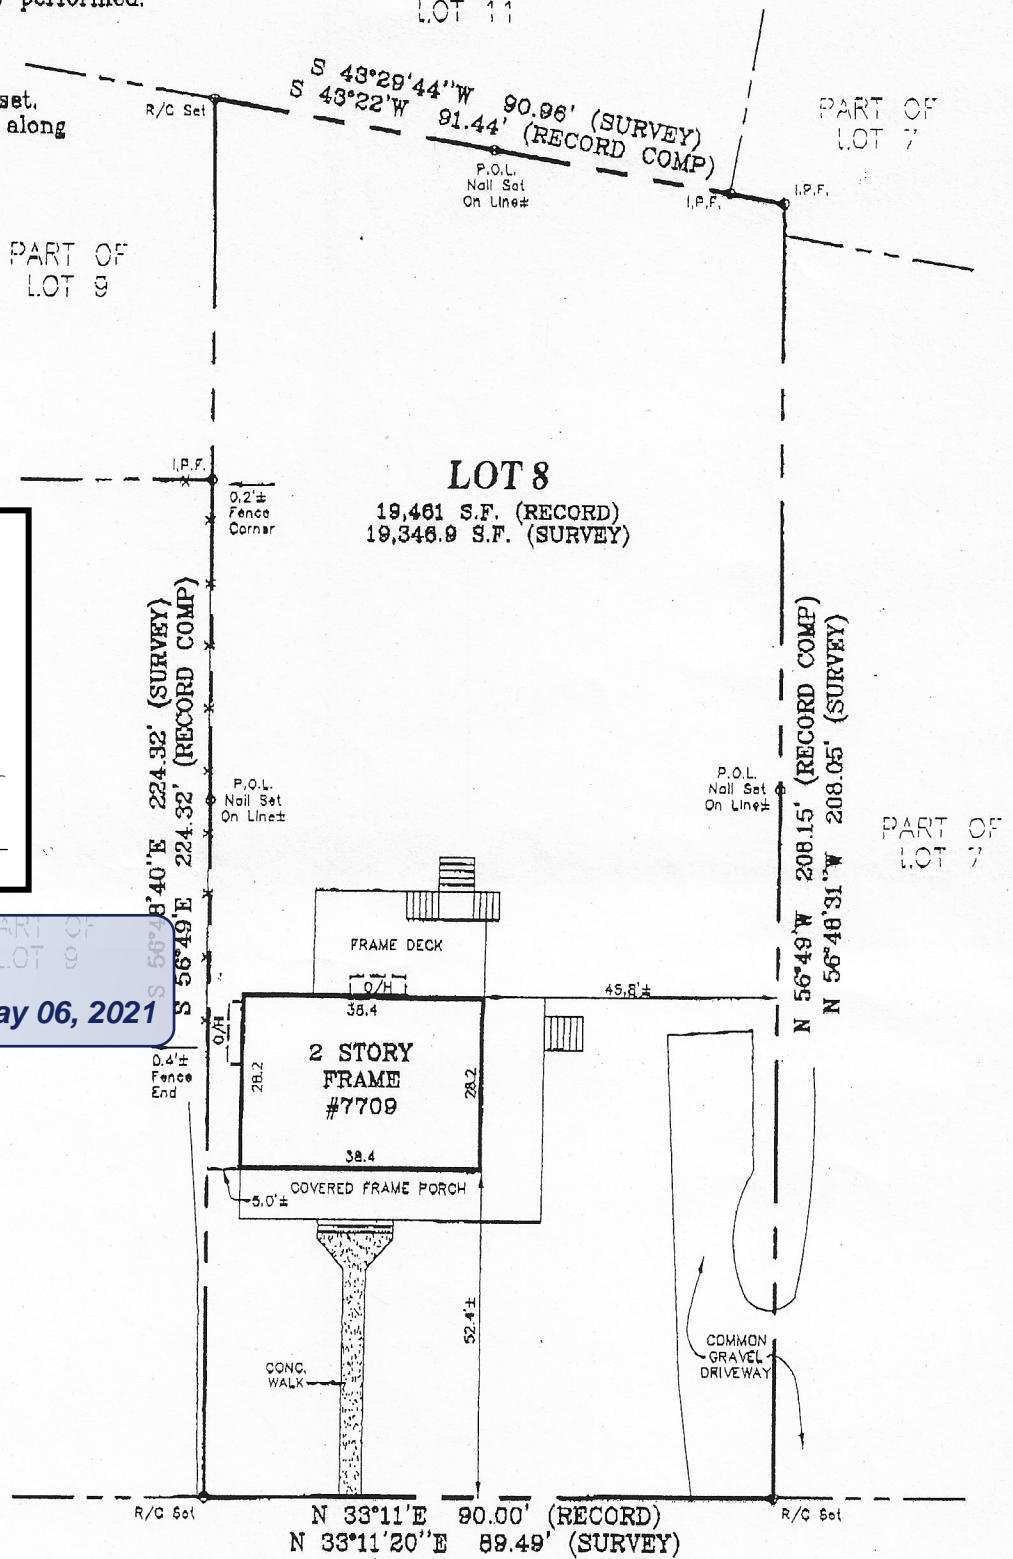 performed.
LOT 11
set.
along
R/C Set
S 43°29'44"W 90.96' (SURVEY)
S 43°22'W 91.44' (RECORD COMP)
P.O.L.
Nail Set
On Line±
I.P.F.
I.P.F.
PART OF
LOT 7
PART OF
LOT 9
I.P.F.
0.2'±
Fence
Corner
LOT 8
19,461 S.F. (RECORD)
19,346.9 S.F. (SURVEY)
S 56°48'40"E 224.32' (SURVEY)
S 56°49'E 224.32' (RECORD COMP)
N 56°49'W 208.15' (RECORD COMP)
N 56°48'31"W 208.05' (SURVEY)
P.O.L.
Nail Set
On Line±
P.O.L.
Nail Set
On Line±
PART OF
LOT 7
ART OF
LOT 9
ay 06, 2021
FRAME DECK
O/H
38.4
45.8'±
O/H
28.2
2 STORY
FRAME
#7709
28.2
0.4'±
Fence
End
38.4
COVERED FRAME PORCH
5.0'±
52.4'±
CONC.
WALK
COMMON
GRAVEL
DRIVEWAY
R/C Set
R/C Set
N 33°11'E 90.00' (RECORD)
N 33°11'20"E 89.49' (SURVEY)